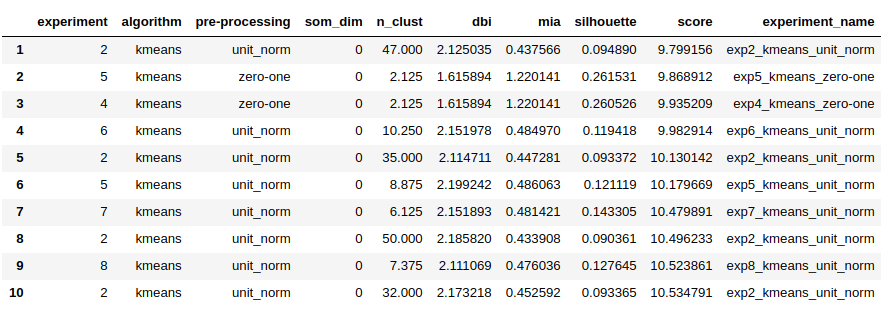 experiment algorithm pre-processing som_dim n_clust dbi mia silhouette score experiment_name
1 2 kmeans unit_norm 0 47.000 2.125035 0.437566 0.094890 9.799156 exp2_kmeans_unit_norm
2 5 kmeans zero-one 0 2.125 1.615894 1.220141 0.261531 9.868912 exp5_kmeans_zero-one
3 4 kmeans zero-one 0 2.125 1.615894 1.220141 0.260526 9.935209 exp4_kmeans_zero-one
4 6 kmeans unit_norm 0 10.250 2.151978 0.484970 0.119418 9.982914 exp6_kmeans_unit_norm
5 2 kmeans unit_norm 0 35.000 2.114711 0.447281 0.093372 10.130142 exp2_kmeans_unit_norm
6 5 kmeans unit_norm 0 8.875 2.199242 0.486063 0.121119 10.179669 exp5_kmeans_unit_norm
7 7 kmeans unit_norm 0 6.125 2.151893 0.481421 0.143305 10.479891 exp7_kmeans_unit_norm
8 2 kmeans unit_norm 0 50.000 2.185820 0.433908 0.090361 10.496233 exp2_kmeans_unit_norm
9 8 kmeans unit_norm 0 7.375 2.111069 0.476036 0.127645 10.523861 exp8_kmeans_unit_norm
10 2 kmeans unit_norm 0 32.000 2.173218 0.452592 0.093365 10.534791 exp2_kmeans_unit_norm